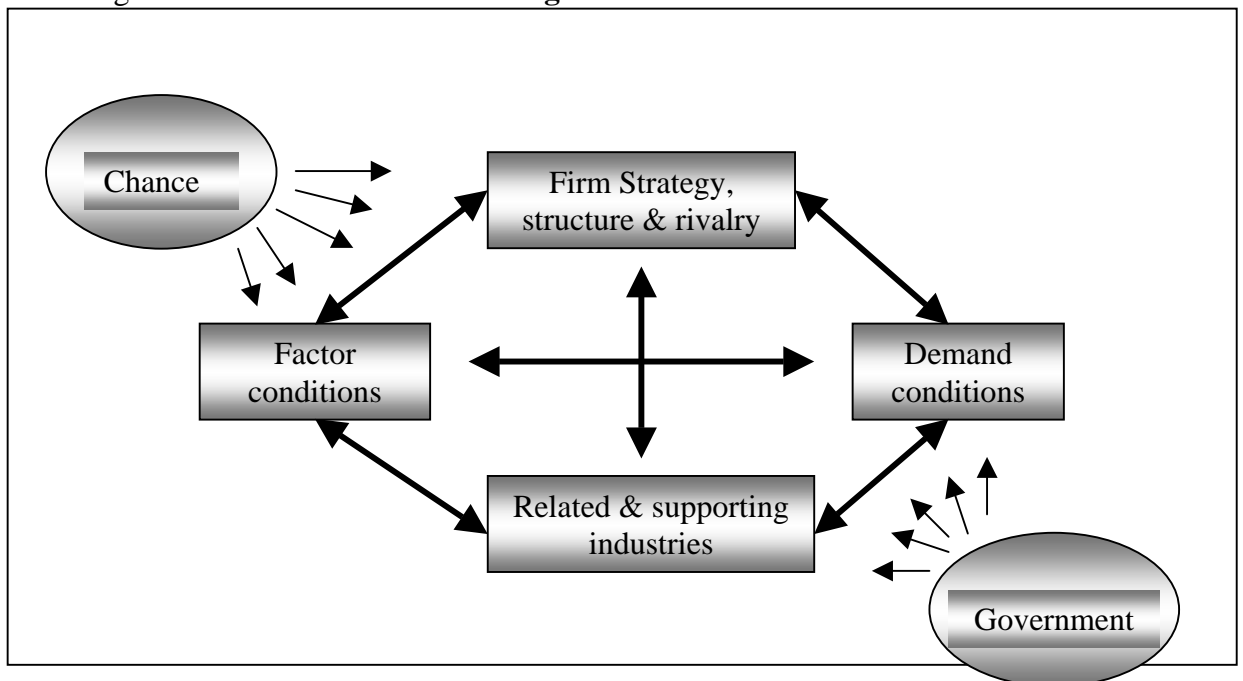 Chance
Firm Strategy,
structure & rivalry
Factor
conditions
Demand
conditions
Related & supporting
industries
Government